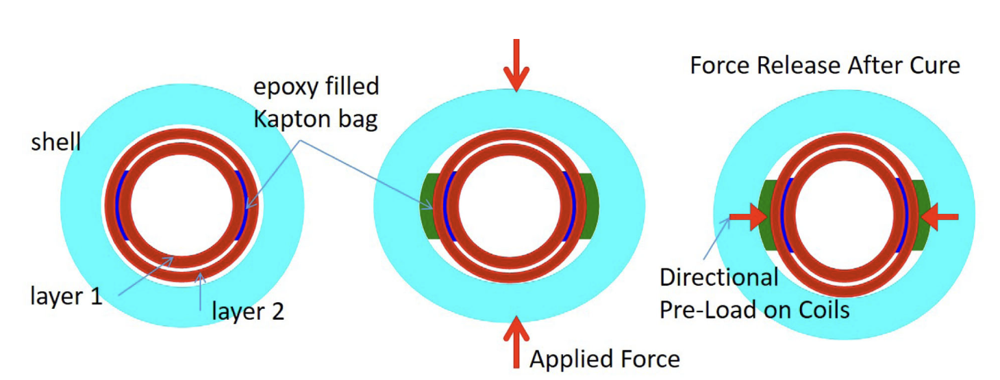 shell
epoxy filled
Kapton bag
layer 1
layer 2
Applied Force
Force Release After Cure
Directional
Pre-Load on Coils